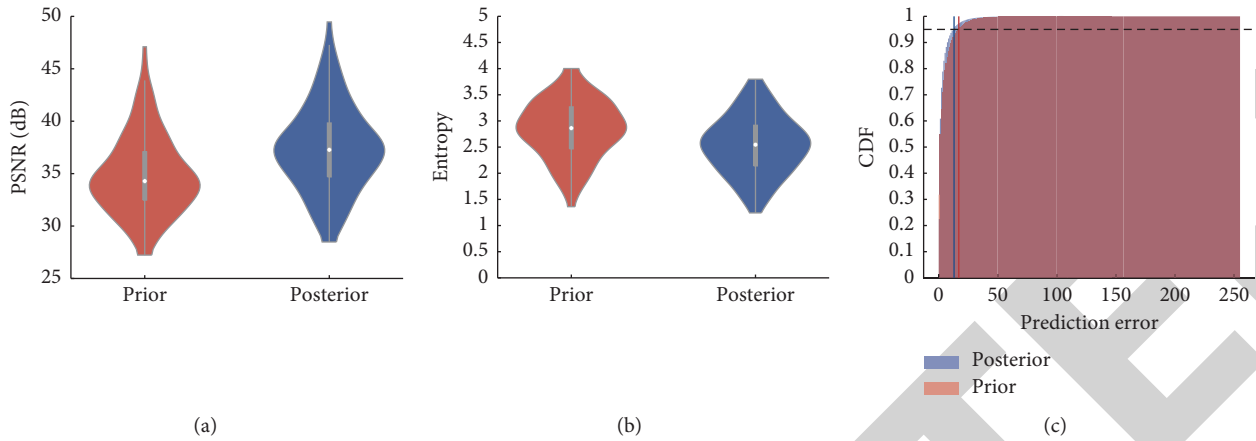 50
45
40
35
30
25
PSNR (dB)
Prior
Posterior
(a)
5
4.5
4
3.5
3
2.5
2
1.5
1
0.5
0
Entropy
Prior
Posterior
(b)
1
0.9
0.8
0.7
0.6
0.5
0.4
0.3
0.2
0.1
0
CDF
0 50 100 150 200 250
Prediction error
Posterior
Prior
(c)